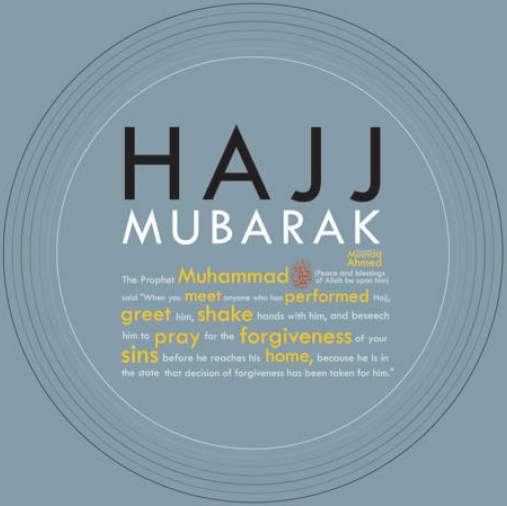 HAJJ
MUBARAK
Ahmed
The Prophet Muhammad (Peace and blessings
of Allah be upon him)
said "When you meet anyone who has performed Hajj,
greet him, shake hands with him, and beseech
him to pray for the forgiveness of your
sins before he reaches his home, because he is in
the state that decision of forgiveness has been taken for him."